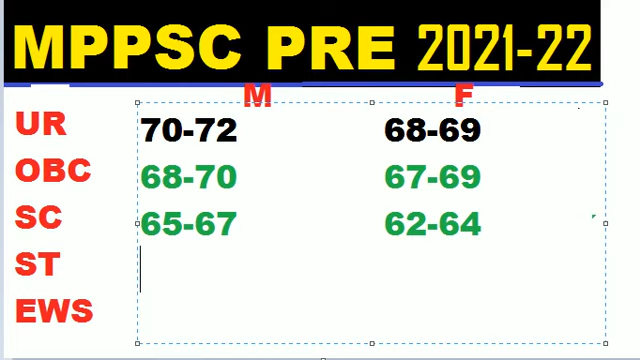 MPPSC PRE 2021-22
M F
UR 70-72 68-69
OBC 68-70 67-69
SC 65-67 62-64
ST
EWS